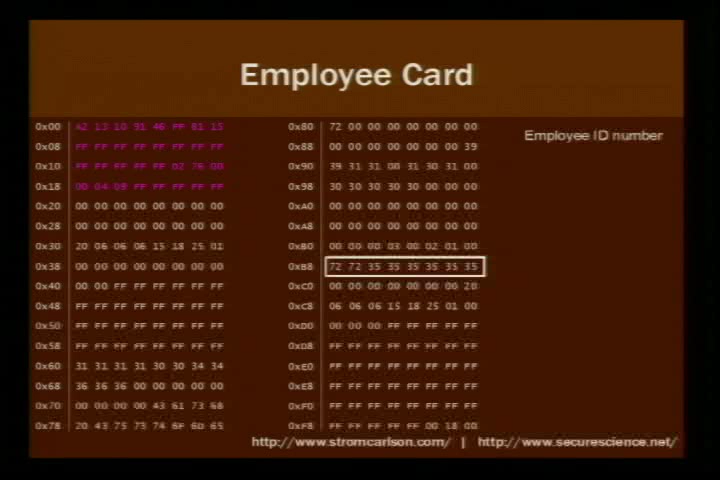 Employee Card
0x00 A2 13 10 91 46 FF 81 15
0x08 FF FF FF FF FF FF FF FF
0x10 FF FF FF FF FF 02 76 00
0x18 00 04 09 FF FF FF FF FF
0x20 00 00 00 00 00 00 00 00
0x28 00 00 00 00 00 00 00 00
0x30 20 06 06 06 15 18 25 01
0x38 00 00 00 00 00 00 00 00
0x40 00 00 FF FF FF FF FF FF
0x48 FF FF FF FF FF FF FF FF
0x50 FF FF FF FF FF FF FF FF
0x58 FF FF FF FF FF FF FF FF
0x60 31 31 31 31 30 30 34 34
0x68 36 36 36 00 00 00 00 00
0x70 00 00 00 00 43 61 73 68
0x78 20 43 75 73 74 6F 6D 65
0x80 72 00 00 00 00 00 00 00
0x88 00 00 00 00 00 00 00 39
0x90 39 31 31 00 31 30 31 00
0x98 30 30 30 30 30 00 00 00
0xA0 00 00 00 00 00 00 00 00
0xA8 00 00 00 00 00 00 00 00
0xB0 00 00 00 03 00 02 01 00
0xB8 72 72 35 35 35 35 35 35
0xC0 00 00 00 00 00 00 00 20
0xC8 06 06 06 15 18 25 01 00
0xD0 00 00 00 FF FF FF FF FF
0xD8 FF FF FF FF FF FF FF FF
0xE0 FF FF FF FF FF FF FF FF
0xE8 FF FF FF FF FF FF FF FF
0xF0 FF FF FF FF FF FF FF FF
0xF8 FF FF FF FF FF 00 18 00
Employee ID number
http://www.stromcarlson.com/ | http://www.securescience.net/